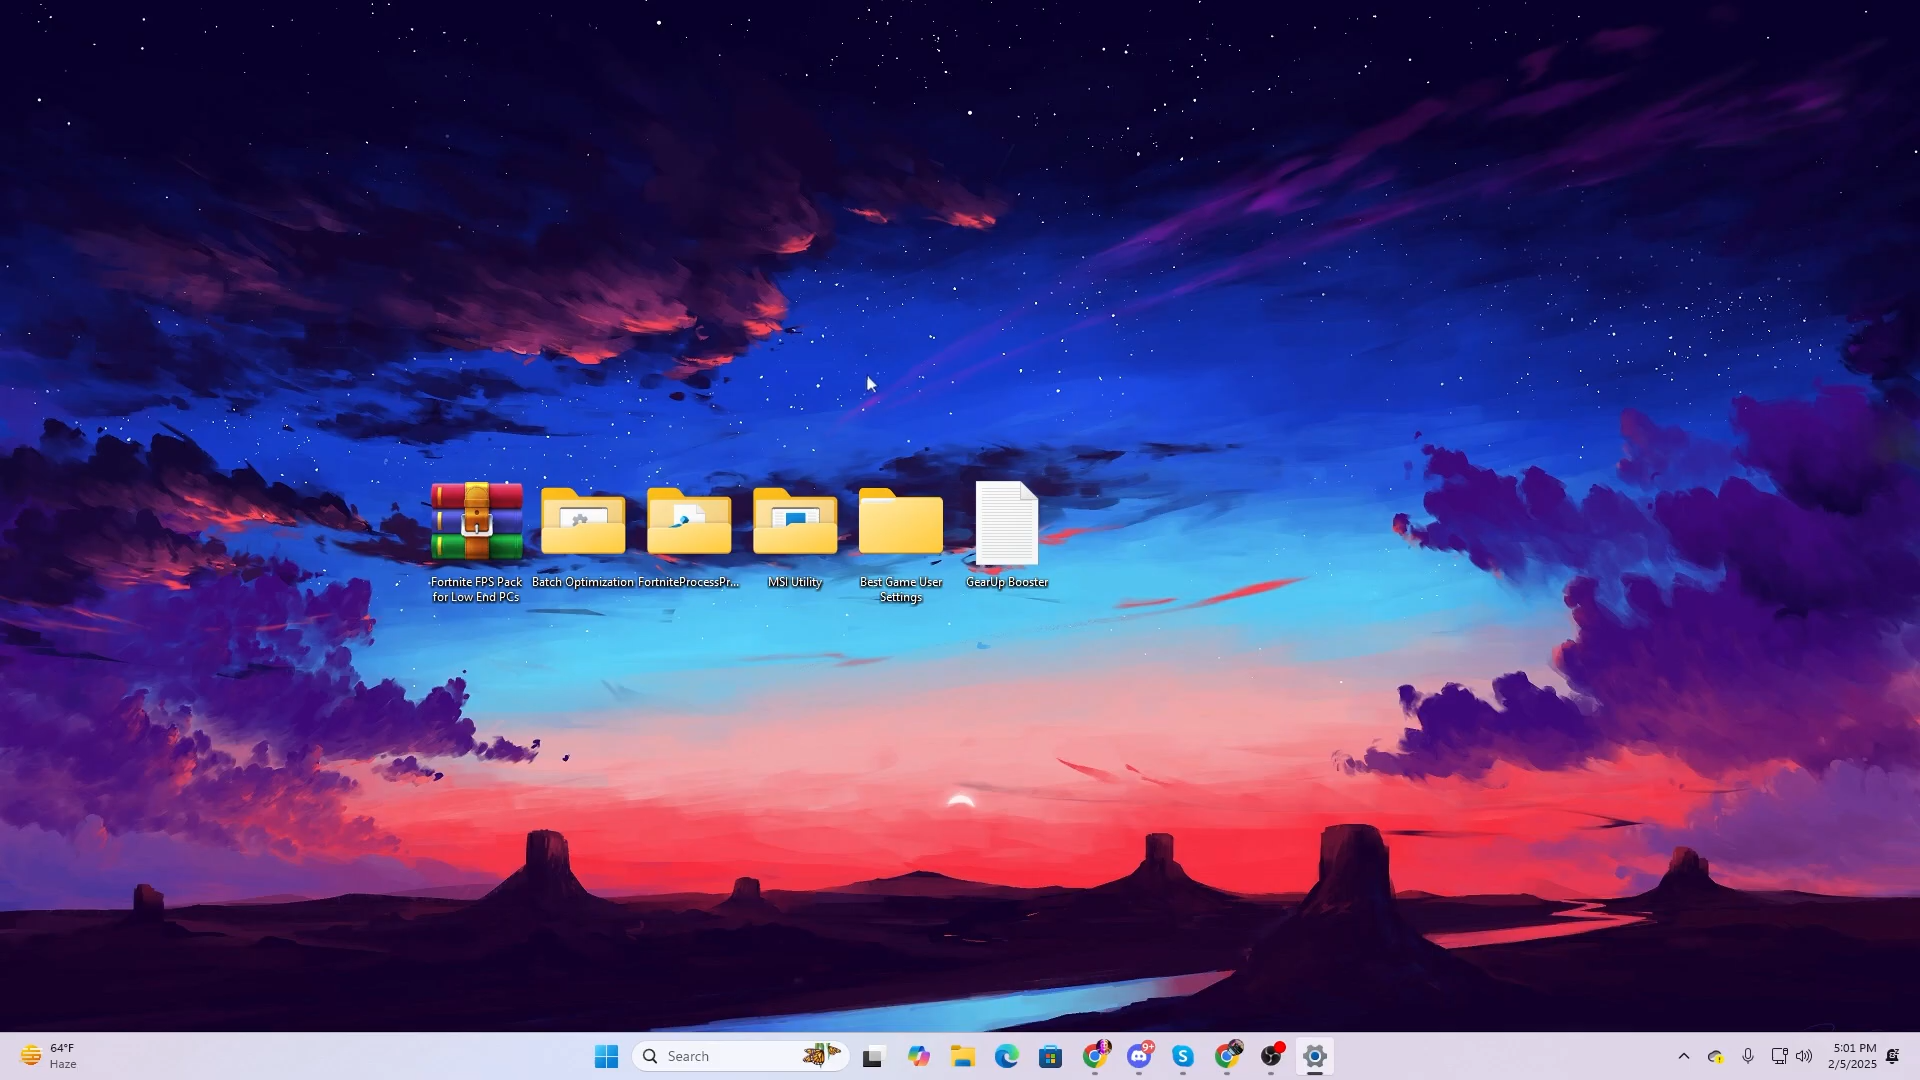 Fortnite FPS Pack
for Low End PCs
Batch Optimization
FortniteProcessPr...
MSI Utility
Best Game User
Settings
GearUp Booster
64°F
Haze
Search
9+
5:01 PM
2/5/2025